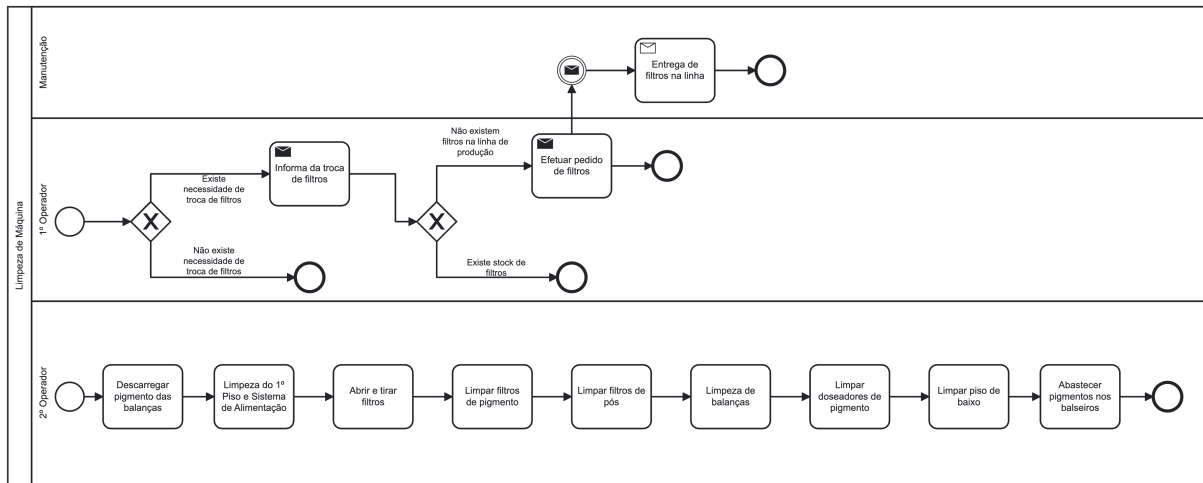 Limpeza de Máquina
Manutenção
Entrega de
filtros na linha
1º Operador
Existe
necessidade de
troca de filtros
Não existe
necessidade de
troca de filtros
Informa da troca
de filtros
Não existem
filtros na linha de
produção
Existe stock de
filtros
Efetuar pedido
de filtros
2º Operador
Descarregar
pigmento das
balanças
Limpeza do 1º
Piso e Sistema
de Alimentação
Abrir e tirar
filtros
Limpar filtros
de pigmento
Limpar filtros de
pós
Limpeza de
balanças
Limpar
doseadores de
pigmento
Limpar piso de
baixo
Abastecer
pigmentos nos
balseiros